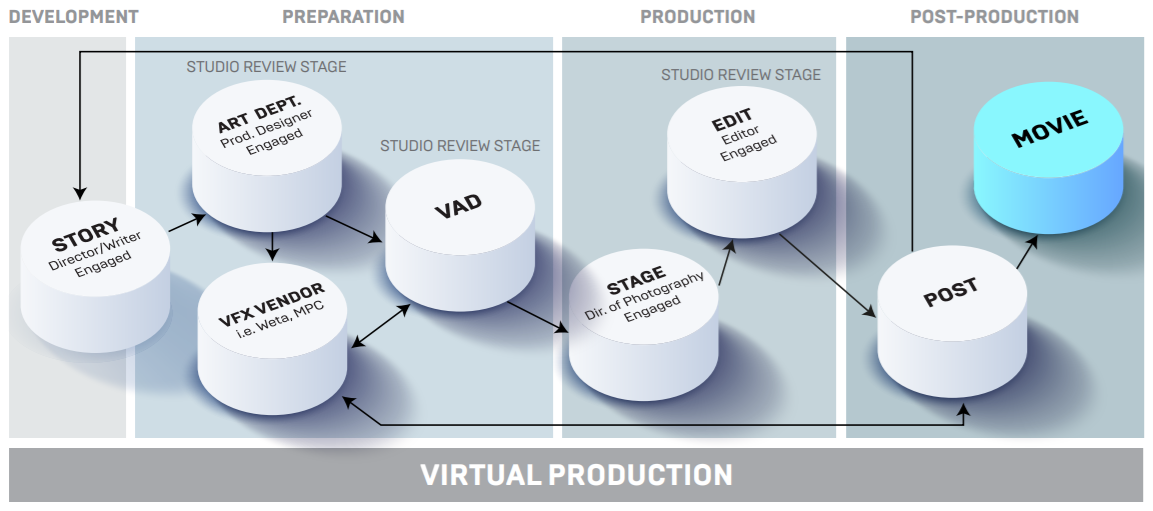 DEVELOPMENT
PREPARATION
PRODUCTION
POST-PRODUCTION
STUDIO REVIEW STAGE
ART DEPT.
Prod. Designer
Engaged
STUDIO REVIEW STAGE
VAD
STORY
Director/Writer
Engaged
VFX VENDOR
i.e. Weta, MPC
STUDIO REVIEW STAGE
EDIT
Editor
Engaged
STAGE
Dir. of Photography
Engaged
MOVIE
POST
VIRTUAL PRODUCTION